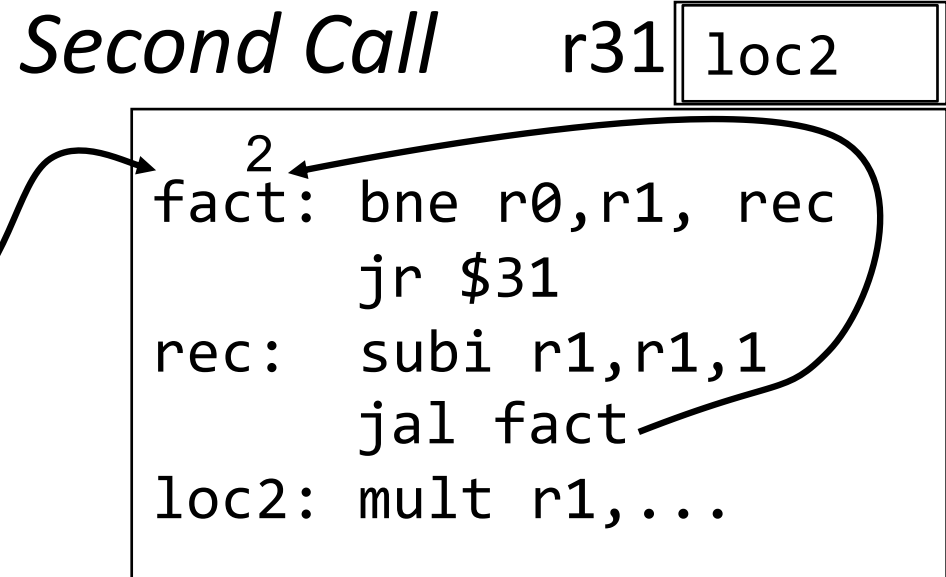 Second Call r31 loc2
2
fact: bne r0,r1, rec
jr $31
rec: subi r1,r1,1
jal fact
loc2: mult r1,...